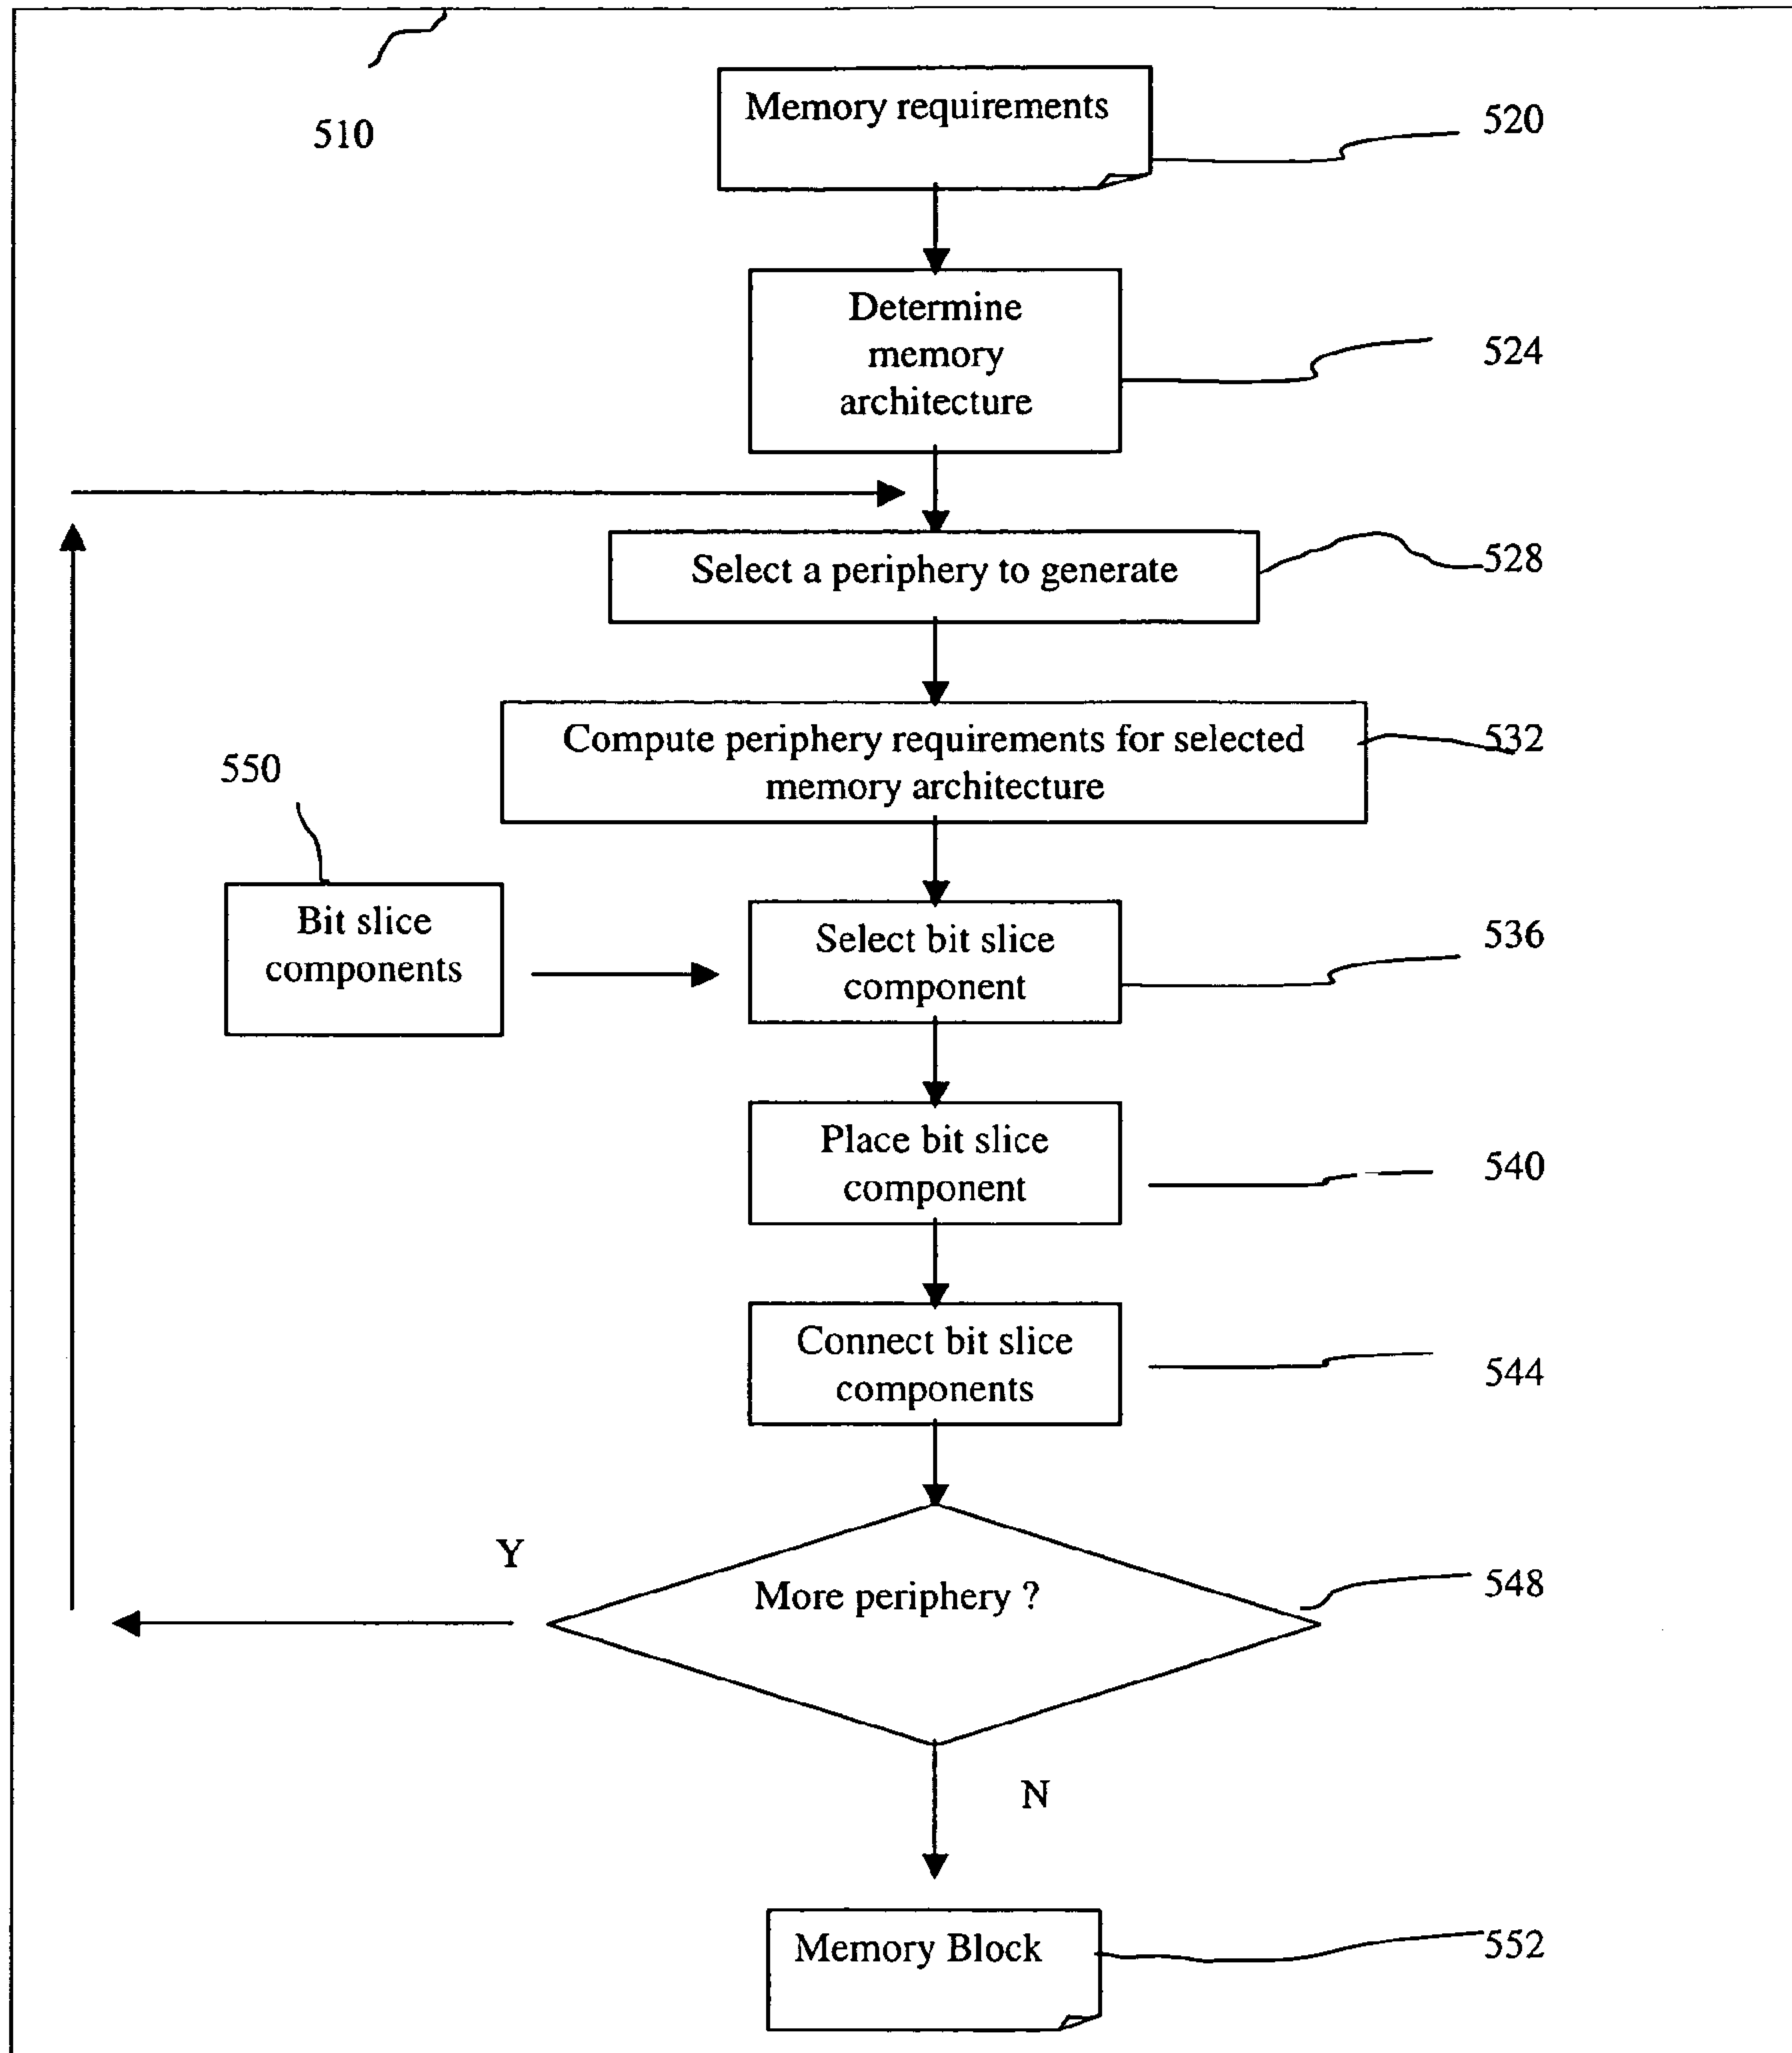 510
Memory requirements
520
Determine
memory
architecture
524
Select a periphery to generate
528
Compute periphery requirements for selected
memory architecture
532
550
Bit slice
components
Select bit slice
component
536
Place bit slice
component
540
Connect bit slice
components
544
Y
More periphery ?
548
N
Memory Block
552